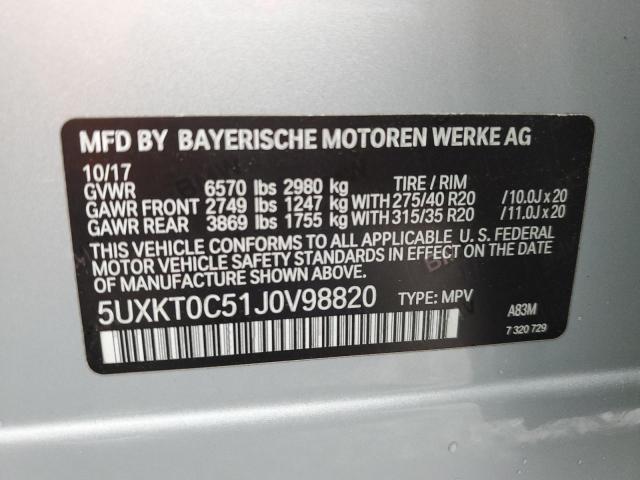 MFD BY BAYERISCHE MOTOREN WERKE AG
10/17
GVWR 6570 lbs 2980 kg TIRE / RIM
GAWR FRONT 2749 lbs 1247 kg WITH 275/40 R20 /10.0J x 20
GAWR REAR 3869 lbs 1755 kg WITH 315/35 R20 /11.0J x 20
THIS VEHICLE CONFORMS TO ALL APPLICABLE U. S. FEDERAL
MOTOR VEHICLE SAFETY STANDARDS IN EFFECT ON THE DATE
OF MANUFACTURE SHOWN ABOVE.
5UXKT0C51J0V98820 TYPE: MPV A83M
7 320 729